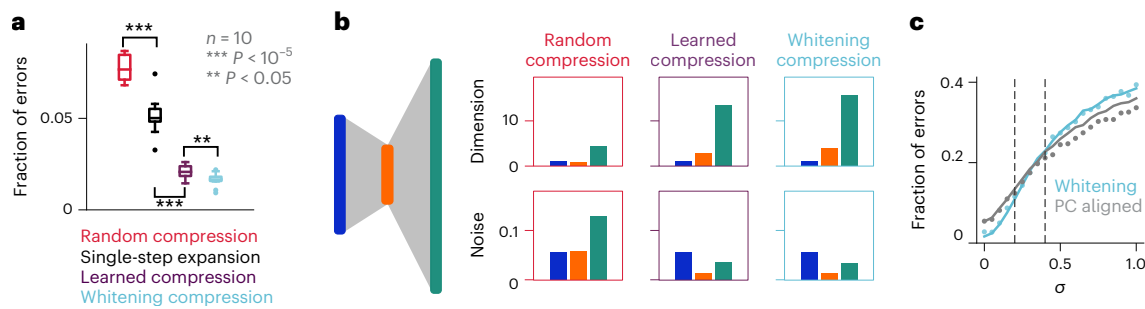 a
***
n = 10
*** P < 10⁻⁵
** P < 0.05
Fraction of errors
0.05
0
**
***
Random compression
Single-step expansion
Learned compression
Whitening compression
b
Random compression
Learned compression
Whitening compression
Dimension
10
0
Noise
0.1
0
c
Fraction of errors
0.4
0.2
0
Whitening
PC aligned
0
0.5
1.0
σ